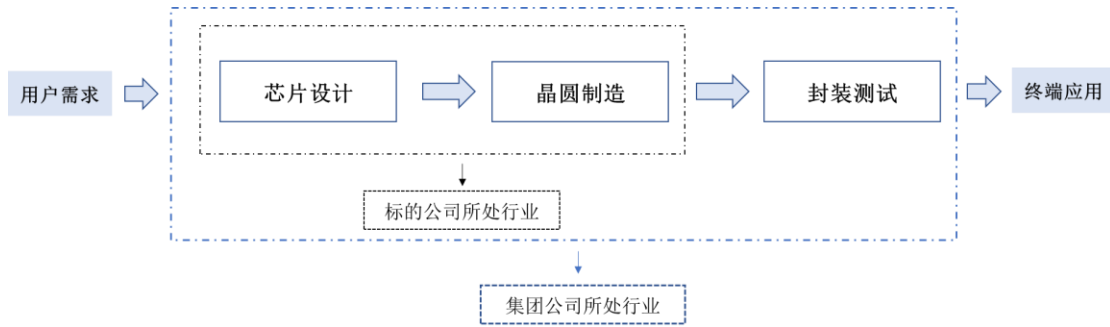 用户需求
芯片设计
晶圆制造
封装测试
终端应用
标的公司所处行业
集团公司所处行业